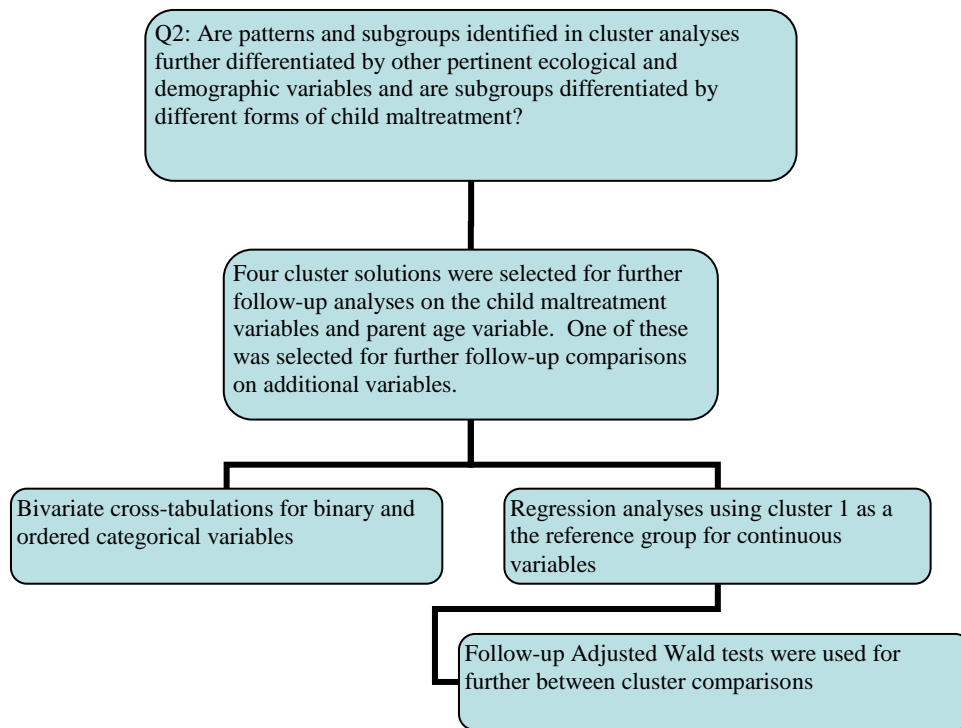 Q2: Are patterns and subgroups identified in cluster analyses
further differentiated by other pertinent ecological and
demographic variables and are subgroups differentiated by
different forms of child maltreatment?
Four cluster solutions were selected for further
follow-up analyses on the child maltreatment
variables and parent age variable.  One of these
was selected for further follow-up comparisons
on additional variables.
Bivariate cross-tabulations for binary and
ordered categorical variables
Regression analyses using cluster 1 as a
the reference group for continuous
variables
Follow-up Adjusted Wald tests were used for
further between cluster comparisons